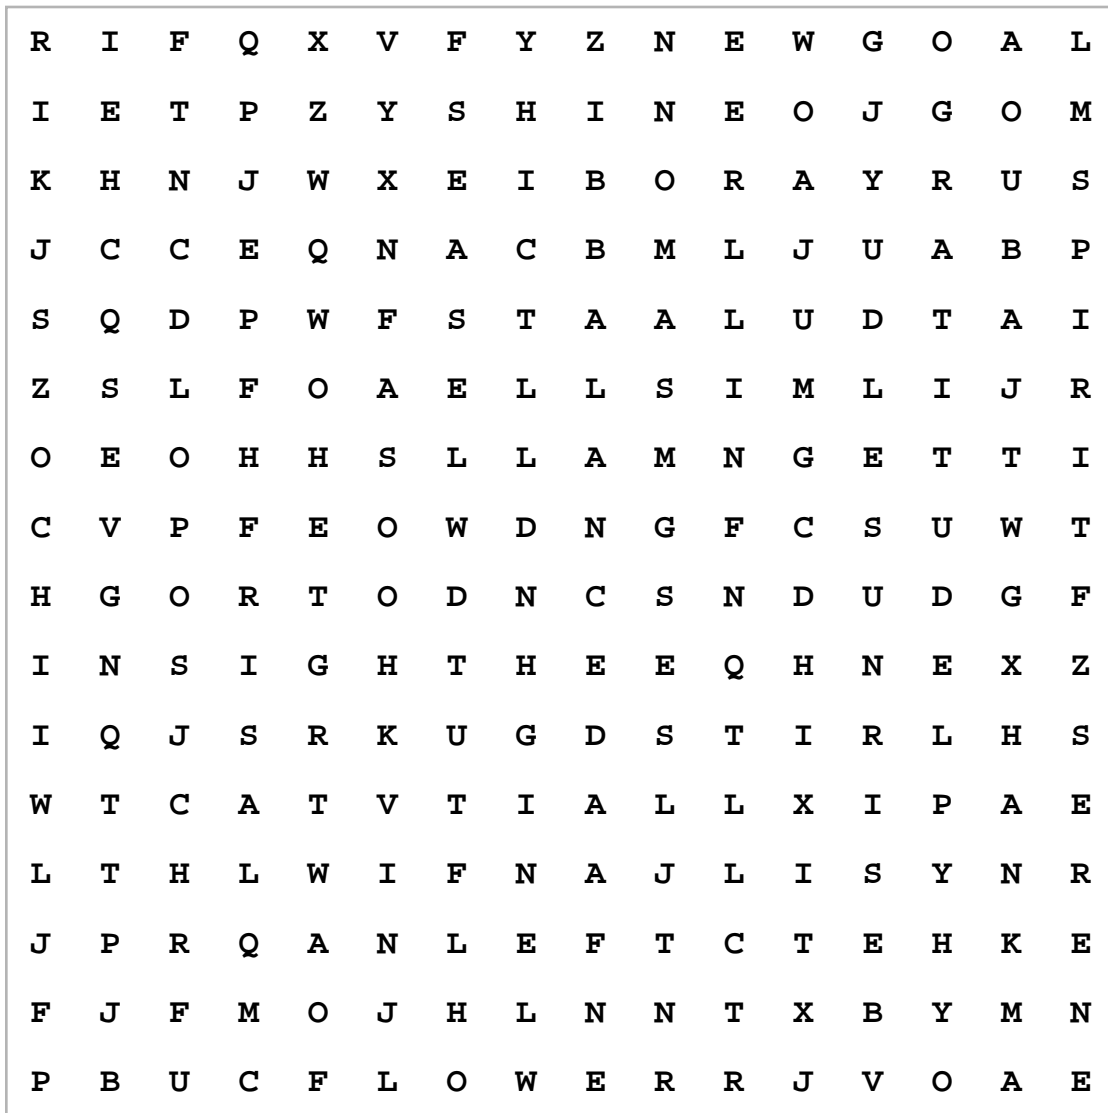 R I F Q X V F Y Z N E W G O A L
I E T P Z Y S H I N E O J G O M
K H N J W X E I B O R A Y R U S
J C C E Q N A C B M L J U A B P
S Q D P W F S T A A L U D T A I
Z S L F O A E L L S I M L I J R
O E O H H S L L A M N G E T T I
C V P F E O W D N G F C S U W T
H G O R T O D N C S N D U D G F
I N S I G H T H E E Q H N E X Z
I Q J S R K U G D S T I R L H S
W T C A T V T I A L L X I P A E
L T H L W I F N A J L I S Y N R
J P R Q A N L E F T C T E H K E
F J F M O J H L N N T X B Y M N
P B U C F L O W E R R J V O A E